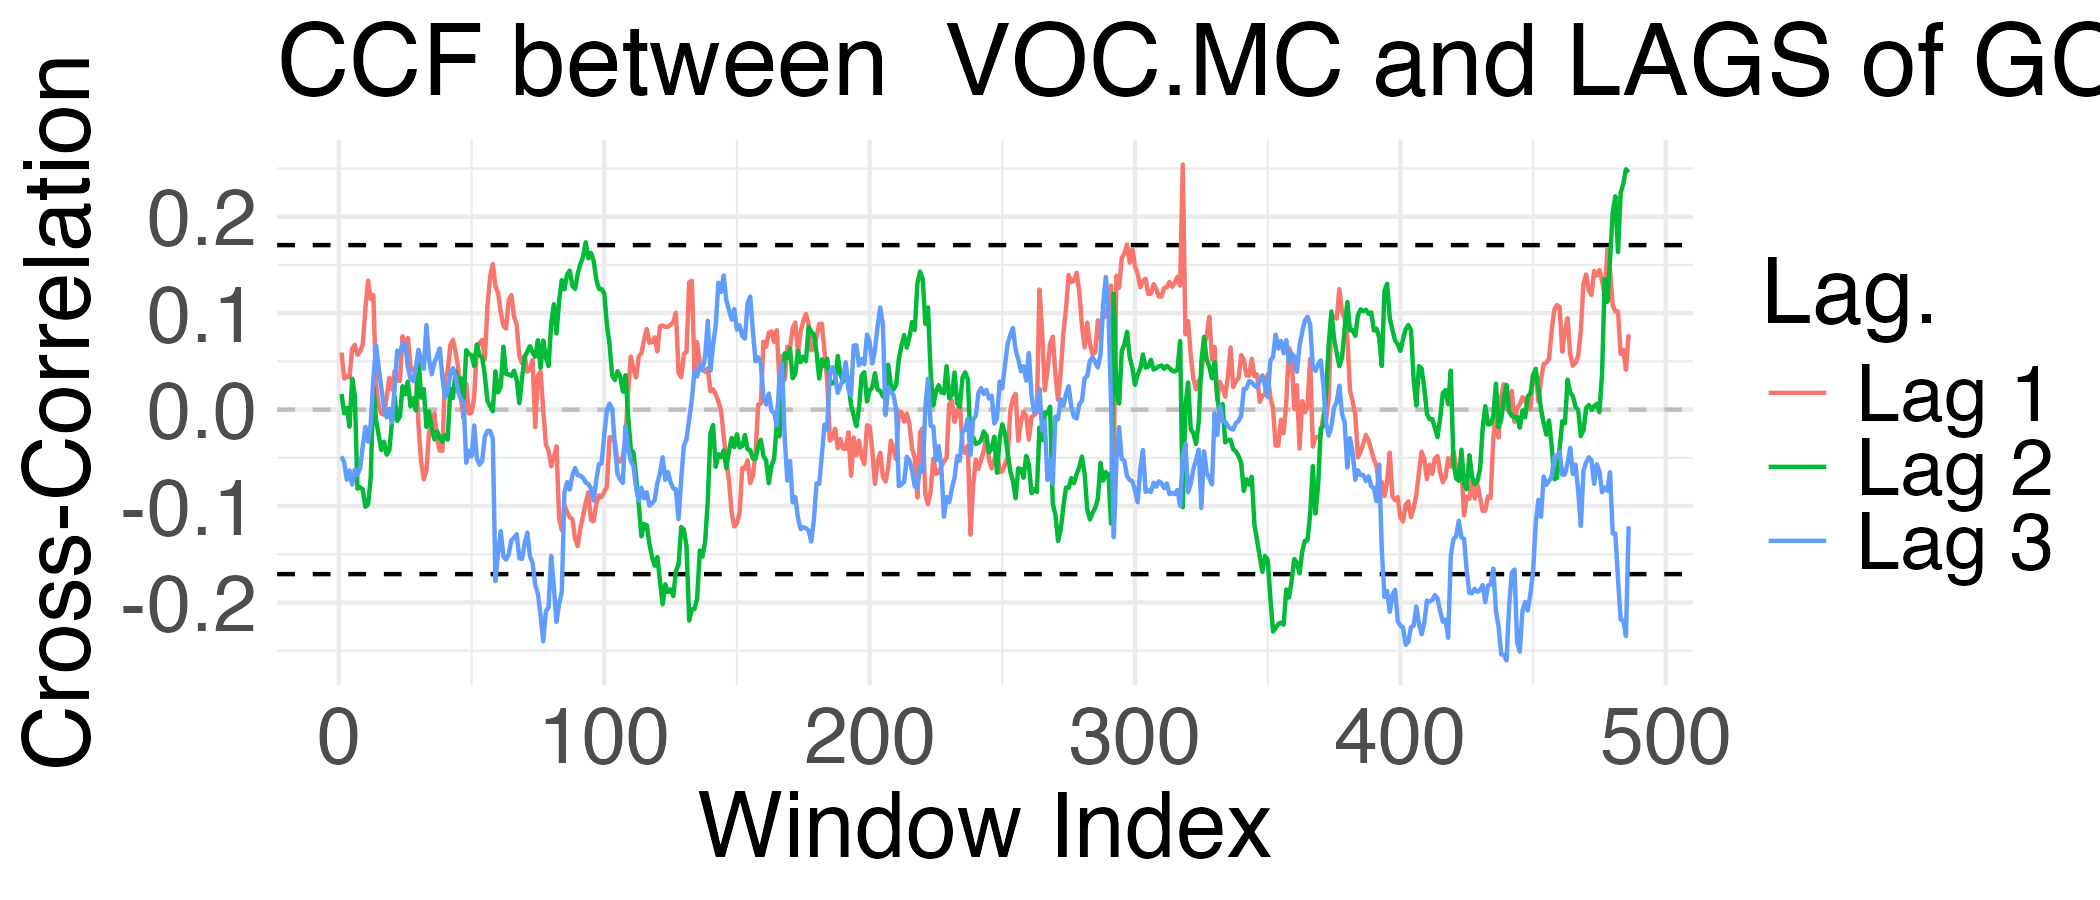 CCF between VOC.MC and LAGS of GC
Cross-Correlation
0.2
0.1
0.0
-0.1
-0.2
0
100
200
300
400
500
Window Index
Lag.
Lag 1
Lag 2
Lag 3